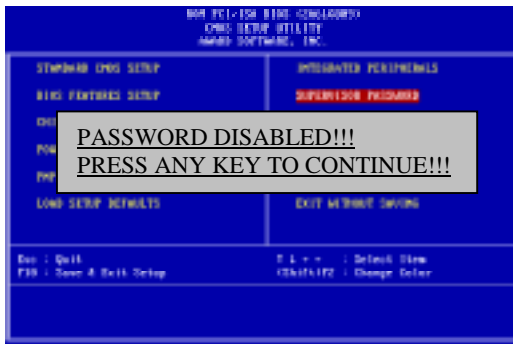 ROM PCI/ISA BIOS
CMOS SETUP UTILITY
AWARD SOFTWARE, INC.
STANDARD CMOS SETUP
INTEGRATED PERIPHERALS
BIOS FEATURES SETUP
SUPERVISOR PASSWORD
PASSWORD DISABLED!!!
PRESS ANY KEY TO CONTINUE!!!
LOAD SETUP DEFAULTS
EXIT WITHOUT SAVING
Esc : Quit
: Select Item
F10 : Save & Exit Setup
(Shift)F2 : Change Color